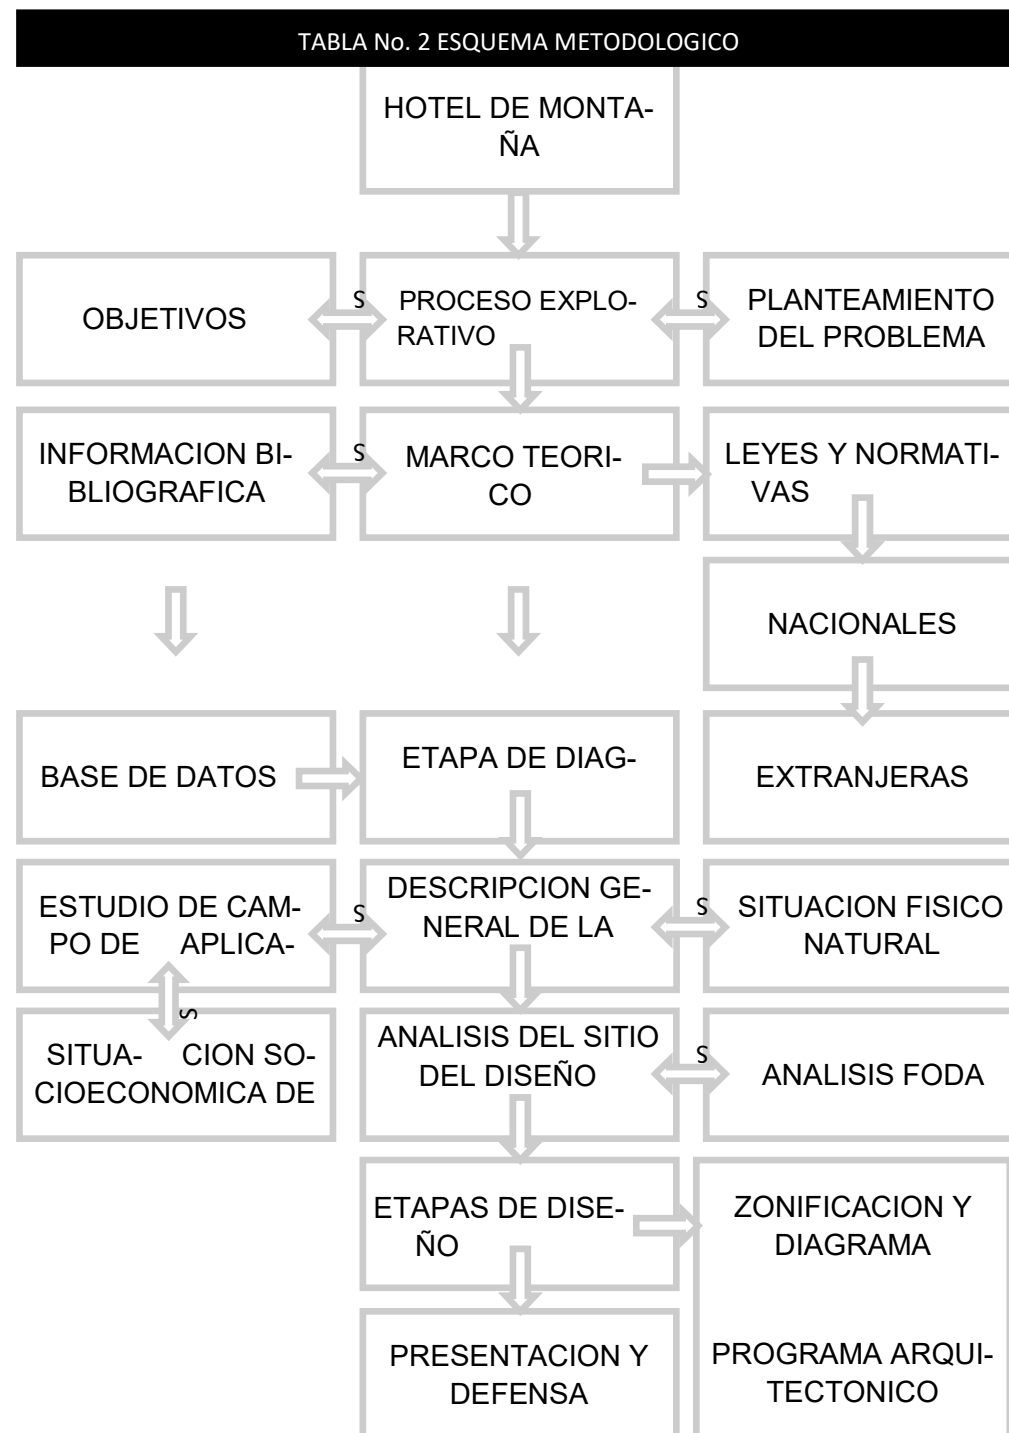 TABLA No. 2 ESQUEMA METODOLOGICO
HOTEL DE MONTA-
ÑA
OBJETIVOS
S
PROCESO EXPLO-
RATIVO
S
PLANTEAMIENTO
DEL PROBLEMA
INFORMACION BI-
BLIOGRAFICA
S
MARCO TEORI-
CO
LEYES Y NORMATI-
VAS
NACIONALES
BASE DE DATOS
ETAPA DE DIAG-
EXTRANJERAS
ESTUDIO DE CAM-
PO DE APLICA-
S
DESCRIPCION GE-
NERAL DE LA
S
SITUACION FISICO
NATURAL
S
SITUA- CION SO-
CIOECONOMICA DE
ANALISIS DEL SITIO
DEL DISEÑO
S
ANALISIS FODA
ETAPAS DE DISE-
ÑO
ZONIFICACION Y
DIAGRAMA
PRESENTACION Y
DEFENSA
PROGRAMA ARQUI-
TECTONICO